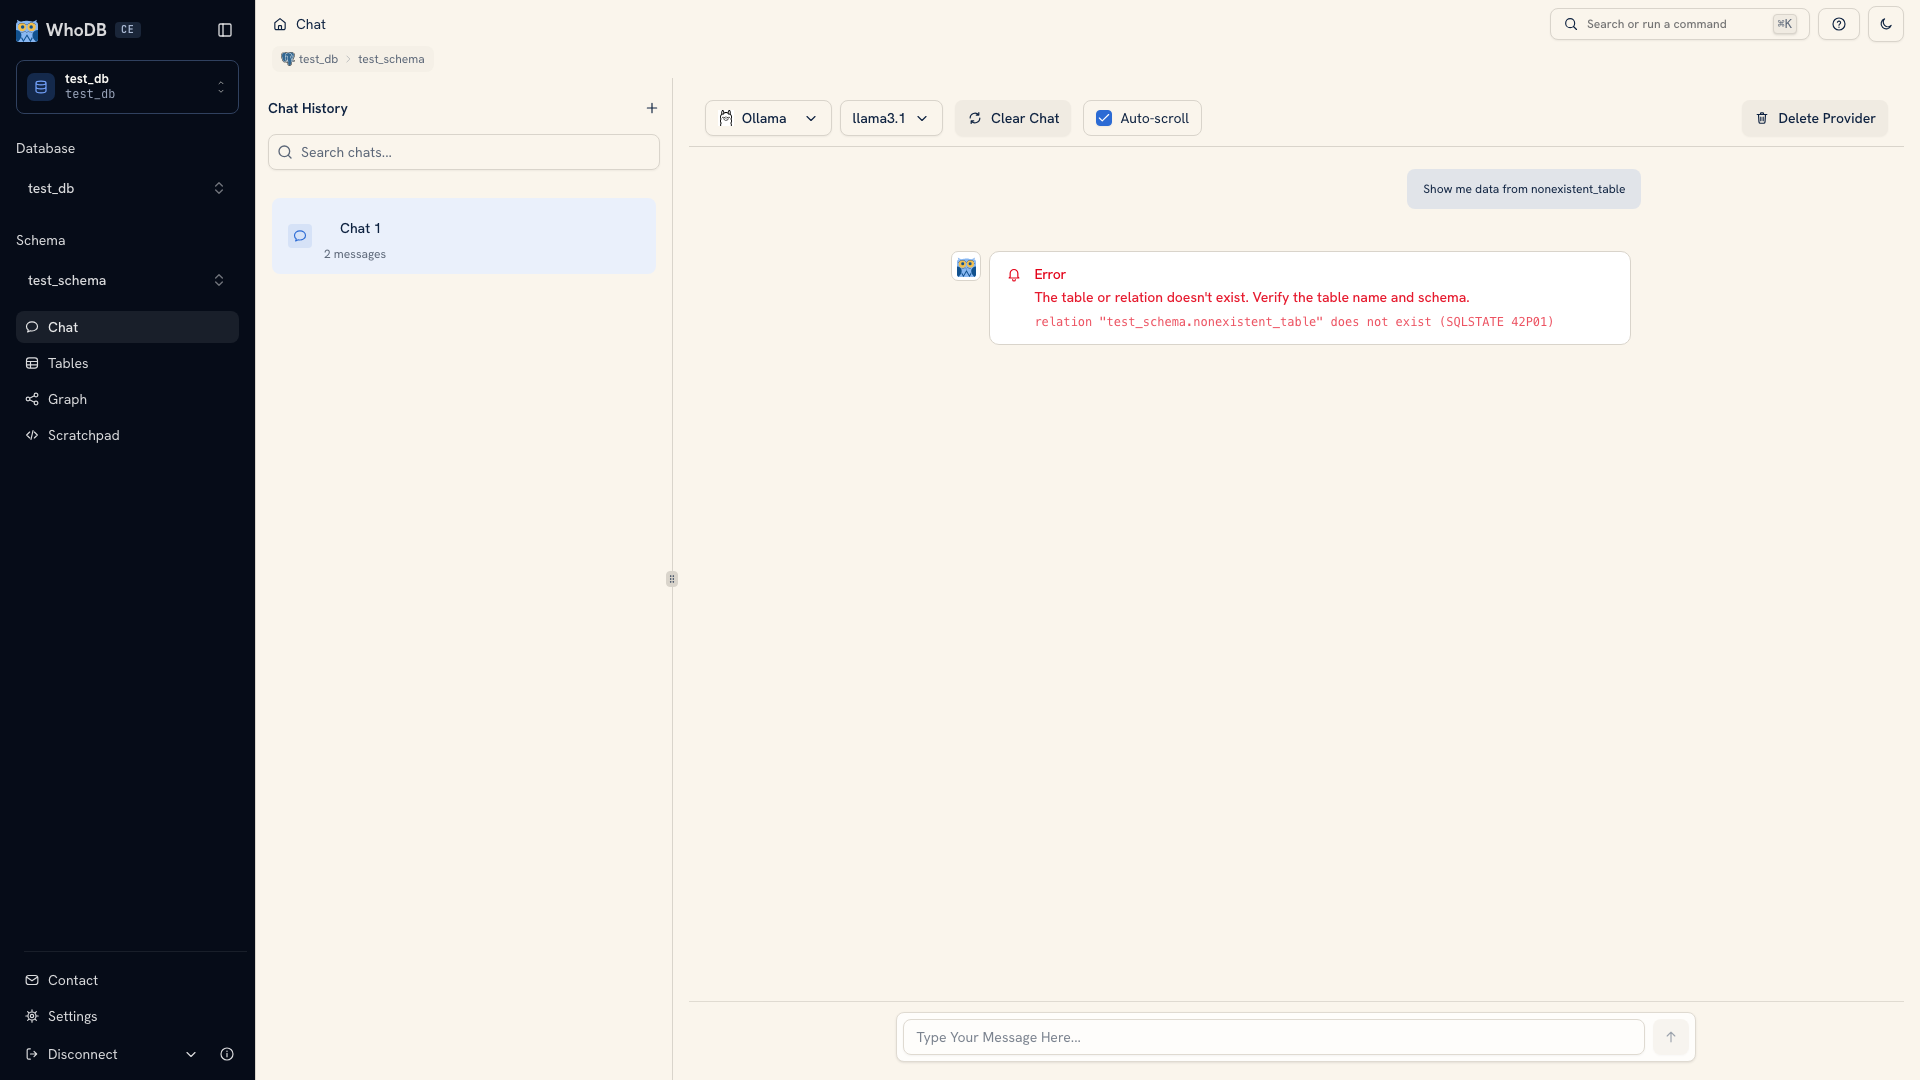 WhoDB CE
test_db
test_db
Database
test_db
Schema
test_schema
Chat
Tables
Graph
Scratchpad
Contact
Settings
Disconnect
Chat
Search or run a command ⌘K
test_db > test_schema
Chat History
Search chats...
Chat 1
2 messages
Ollama
llama3.1
Clear Chat
Auto-scroll
Delete Provider
Show me data from nonexistent_table
Error
The table or relation doesn't exist. Verify the table name and schema.
relation "test_schema.nonexistent_table" does not exist (SQLSTATE 42P01)
Type Your Message Here...